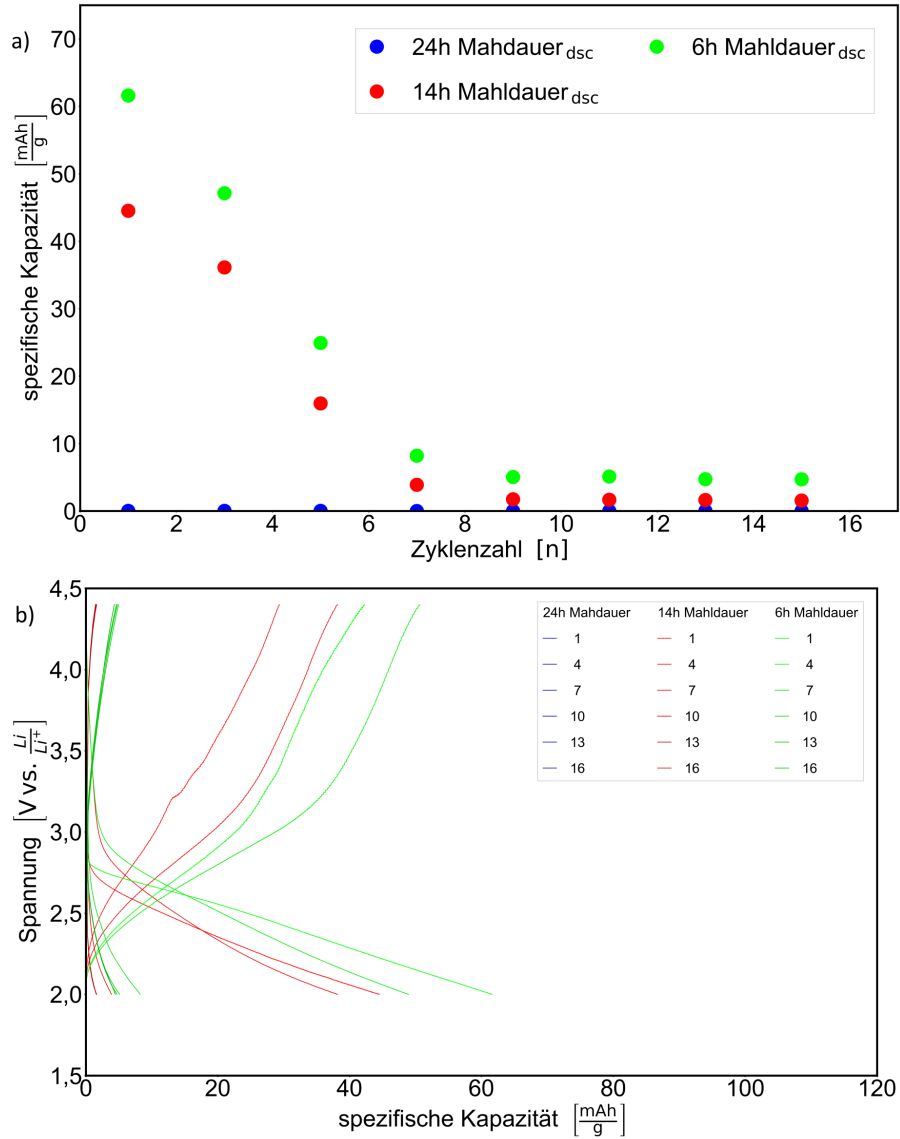 a)
spezifische Kapazität [mAh/g]
70
60
50
40
30
20
10
0
24h Mahdauer dsc
6h Mahldauer dsc
14h Mahldauer dsc
0 2 4 6 8 10 12 14 16
Zyklenzahl [n]
b)
Spannung [V vs. Li/Li+]
4,5
4,0
3,5
3,0
2,5
2,0
1,5
24h Mahdauer 14h Mahldauer 6h Mahldauer
1 1 1
4 4 4
7 7 7
10 10 10
13 13 13
16 16 16
0 20 40 60 80 100 120
spezifische Kapazität [mAh/g]